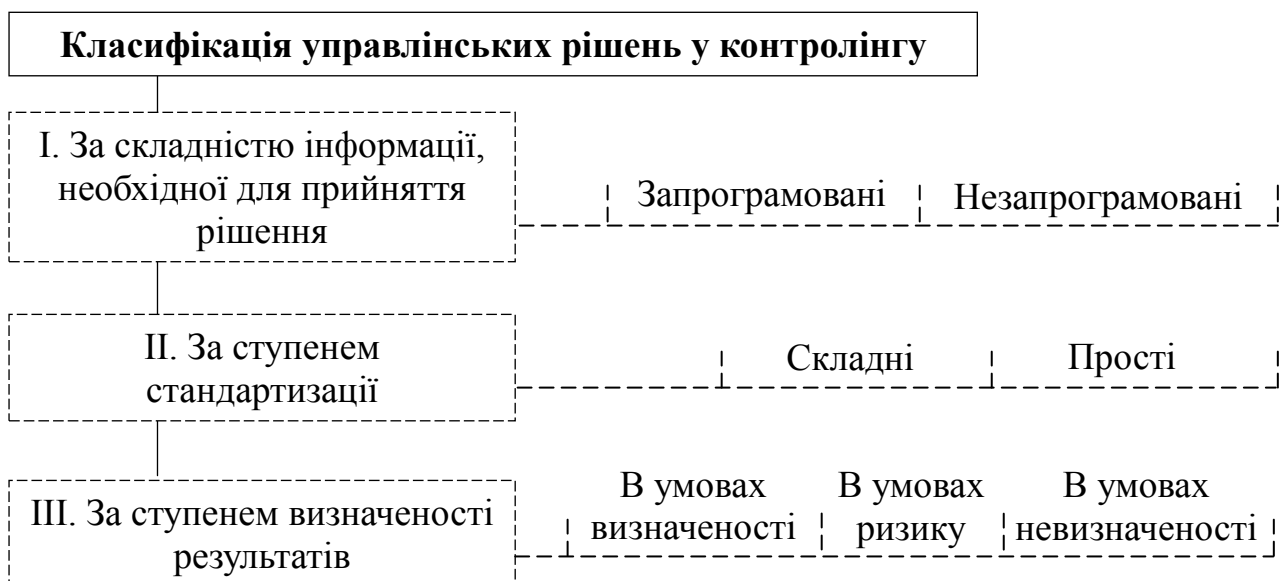 Класифікація управлінських рішень у контролінгу
І. За складністю інформації,
необхідної для прийняття
рішення
Запрограмовані
Незапрограмовані
ІІ. За ступенем
стандартизації
Складні
Прості
ІІІ. За ступенем визначеності
результатів
В умовах
визначеності
В умовах
ризику
В умовах
невизначеності